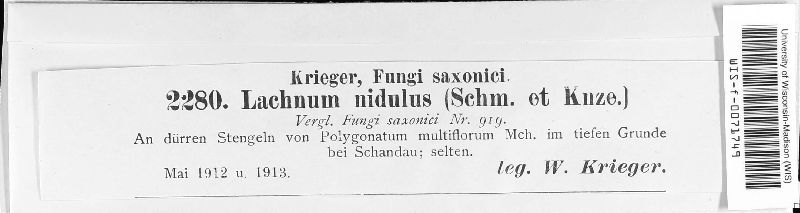 Krieger, Fungi saxonici.
2280. Lachnum nidulus (Schm. et Knze.)
Vergl. Fungi saxonici Nr. 919.
An dürren Stengeln von Polygonatum multiflorum Mch. im tiefen Grunde
bei Schandau; selten.
Mai 1912 u. 1913.
leg. W. Krieger.
University of Wisconsin-Madison (WIS)
WIS-f-0071749